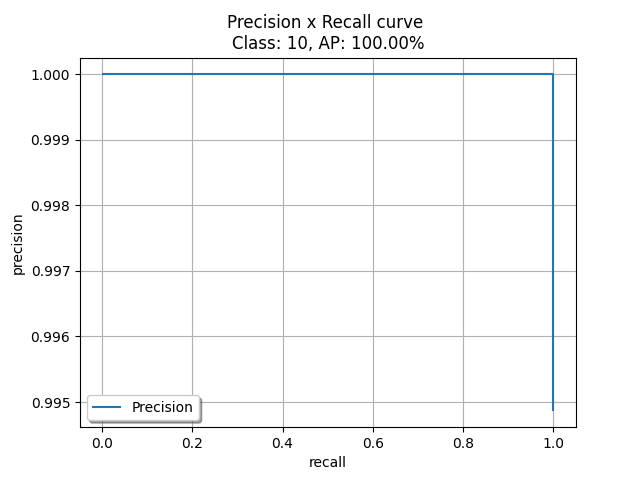 Precision x Recall curve
Class: 10, AP: 100.00%
1.000
0.999
0.998
0.997
0.996
0.995
precision
Precision
0.0 0.2 0.4 0.6 0.8 1.0
recall